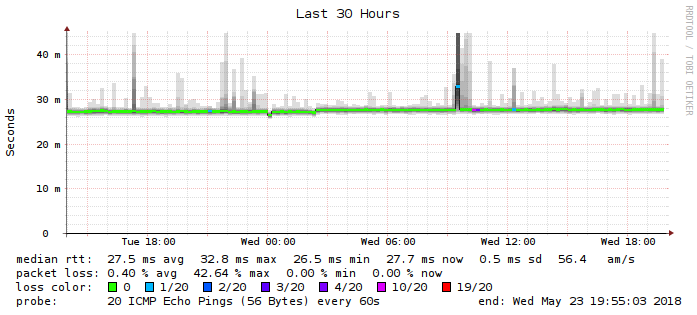 Last 30 Hours
RRDTOOL / TOBI OETIKER
Seconds
40 m
30 m
20 m
10 m
0
Tue 18:00 Wed 00:00 Wed 06:00 Wed 12:00 Wed 18:00
median rtt: 27.5 ms avg 32.8 ms max 26.5 ms min 27.7 ms now 0.5 ms sd 56.4 am/s
packet loss: 0.40 % avg 42.64 % max 0.00 % min 0.00 % now
loss color: 0 1/20 2/20 3/20 4/20 10/20 19/20
probe: 20 ICMP Echo Pings (56 Bytes) every 60s end: Wed May 23 19:55:03 2018